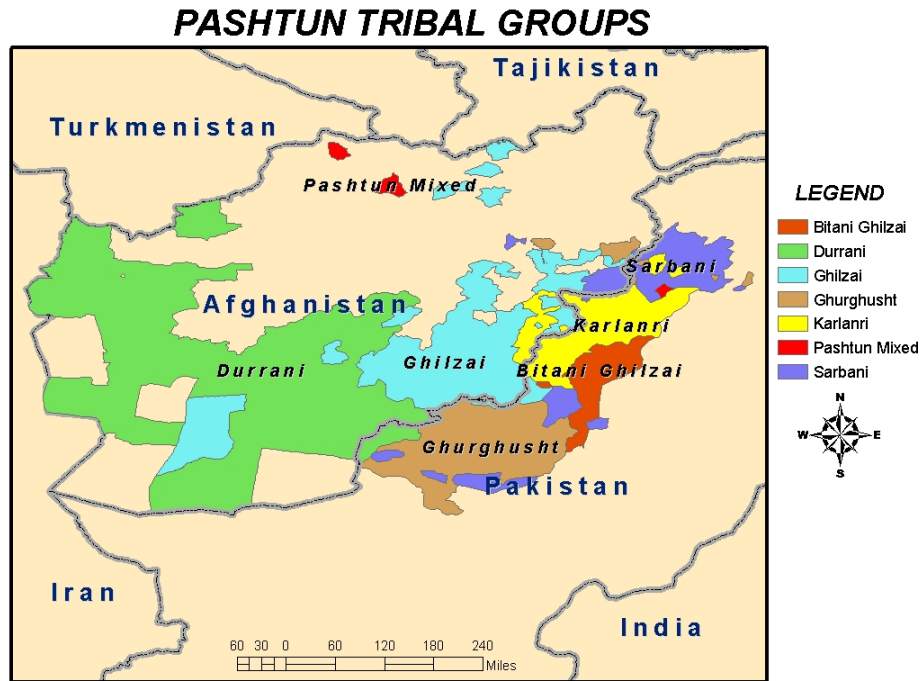 PASHTUN TRIBAL GROUPS
Tajikistan
Turkmenistan
Pashtun Mixed
LEGEND
Bitani Ghilzai
Durrani
Ghilzai
Ghurghusht
Karlanri
Pashtun Mixed
Sarbani
Sarbani
Afghanistan
Karlanri
Durrani
Ghilzai
Bitani Ghilzai
N
W E
S
Ghurghusht
Pakistan
Iran
India
60 30 0 60 120 180 240
Miles